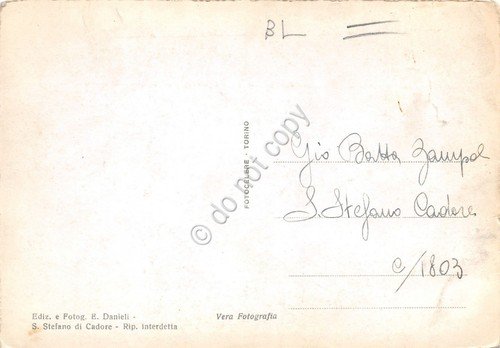 BL
© do not copy
FOTOCELERE - TORINO
Gio Batta Zampol
S. Stefano Cadore
c/1803
Ediz. e Fotog. E. Danieli -
S. Stefano di Cadore - Rip. interdetta
Vera Fotografia